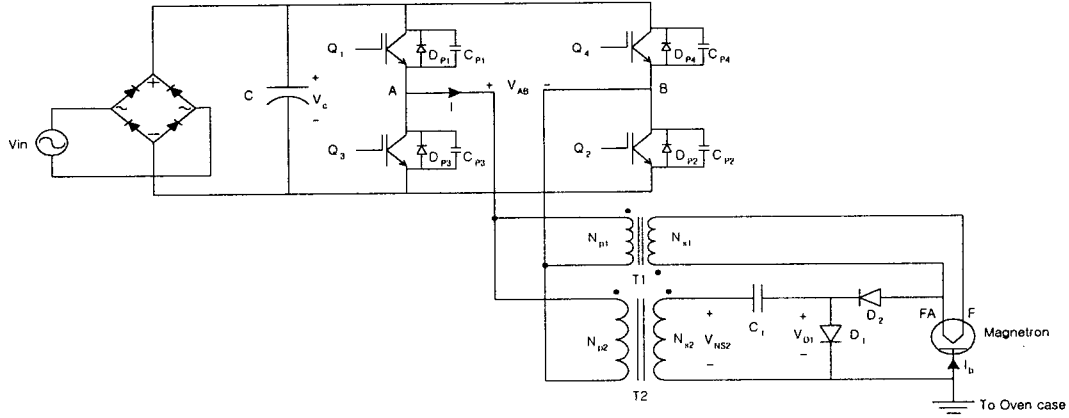 Vin
+
~
~
−
C
+
Vc
−
Q1
DP1
CP1
A
I
+ VAB −
Q3
DP3
CP3
Q4
DP4
CP4
B
Q2
DP2
CP2
Np1
Ns1
T1
Np2
Ns2
T2
+
VNS2
−
C1
+
VD1
−
D1
D2
FA
F
Magnetron
Ib
To Oven case